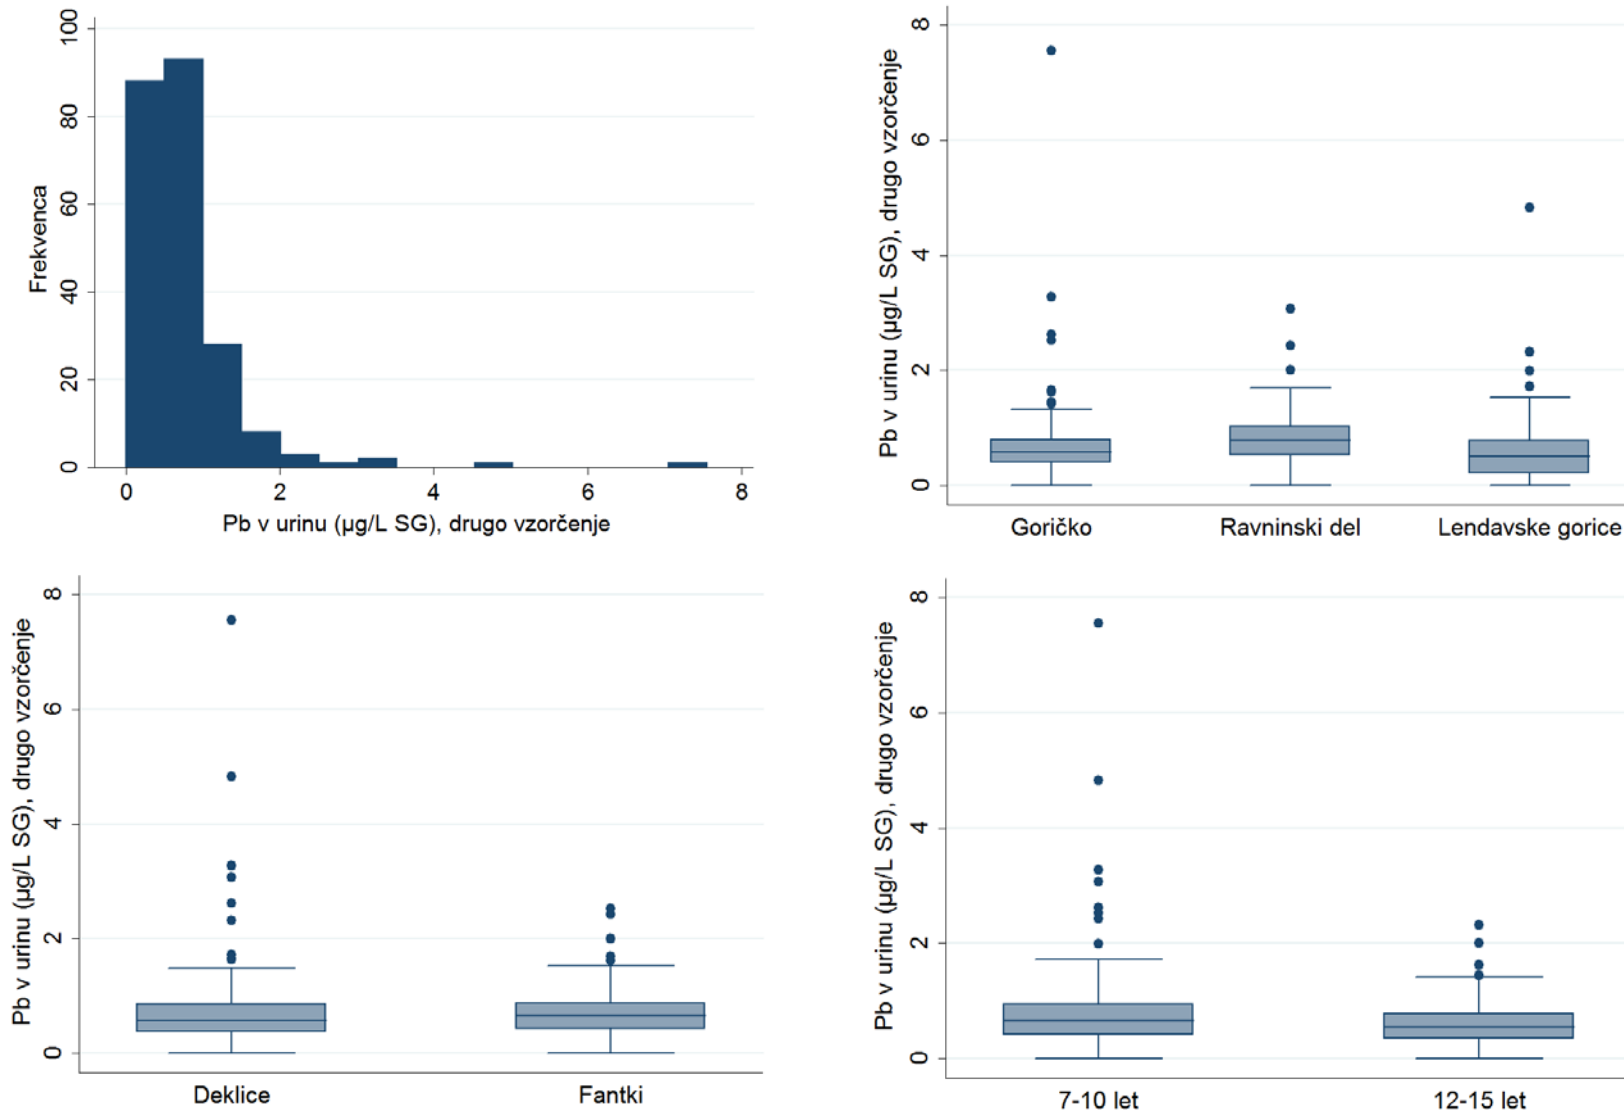 Frekvenca
100
80
60
40
20
0
0 2 4 6 8
Pb v urinu (µg/L SG), drugo vzorčenje
Pb v urinu (µg/L SG), drugo vzorčenje
8
6
4
2
0
Goričko Ravninski del Lendavske gorice
Pb v urinu (µg/L SG), drugo vzorčenje
8
6
4
2
0
Deklice Fantki
Pb v urinu (µg/L SG), drugo vzorčenje
8
6
4
2
0
7-10 let 12-15 let